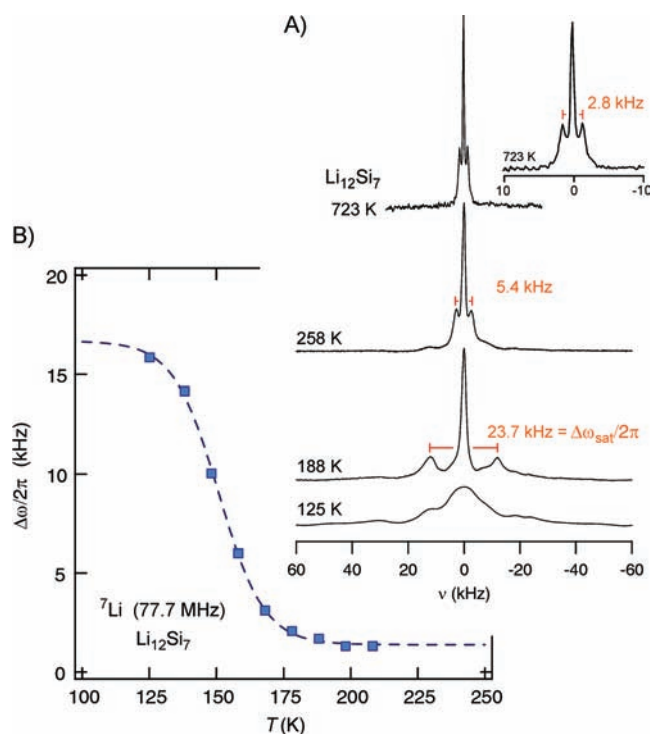 A)
2.8 kHz
723 K
10 0 -10
Li₁₂Si₇
723 K
B)
5.4 kHz
258 K
23.7 kHz = Δω_sat/2π
188 K
125 K
60 40 20 0 -20 -40 -60
ν (kHz)
20
15
10
5
0
Δω/2π (kHz)
⁷Li (77.7 MHz)
Li₁₂Si₇
100 125 150 175 200 225 250
T (K)